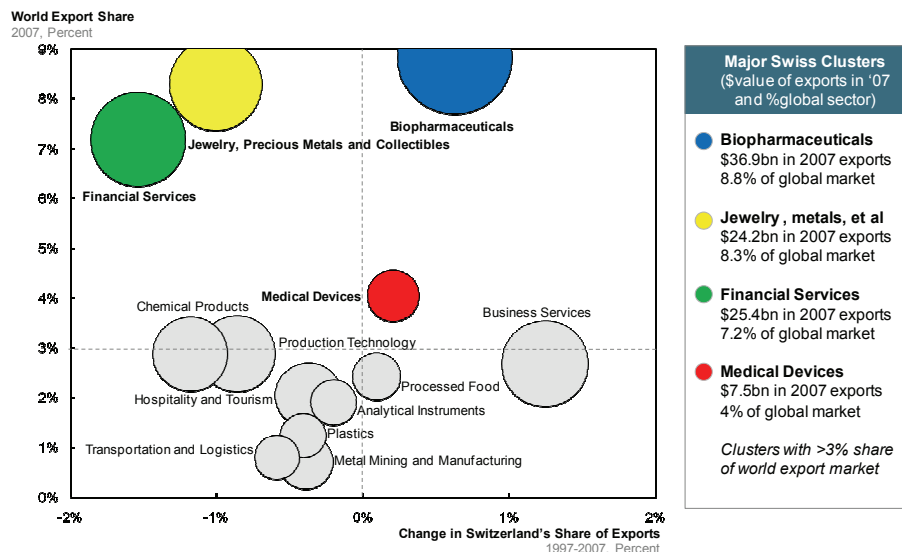 World Export Share
2007, Percent
9%
8%
7%
6%
5%
4%
3%
2%
1%
0%
-2%
-1%
0%
1%
2%
Change in Switzerland's Share of Exports
1997-2007, Percent
Biopharmaceuticals
Jewelry, Precious Metals and Collectibles
Financial Services
Medical Devices
Chemical Products
Business Services
Production Technology
Processed Food
Hospitality and Tourism
Analytical Instruments
Plastics
Transportation and Logistics
Metal Mining and Manufacturing
Major Swiss Clusters
($value of exports in '07
and %global sector)
Biopharmaceuticals
$36.9bn in 2007 exports
8.8% of global market
Jewelry , metals, et al
$24.2bn in 2007 exports
8.3% of global market
Financial Services
$25.4bn in 2007 exports
7.2% of global market
Medical Devices
$7.5bn in 2007 exports
4% of global market
Clusters with >3% share
of world export market